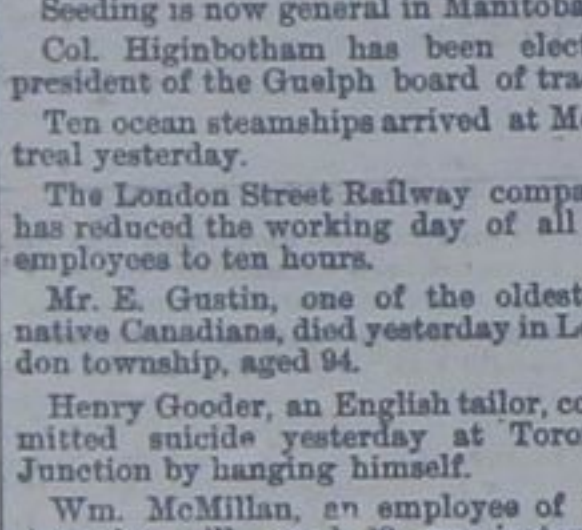 Seeding is now general in Manitoba
Col. Higinbotham has been elec
president of the Guelph board of tra
Ten ocean steamships arrived at Mo
treal yesterday.
The London Street Railway compa
has reduced the working day of all
employees to ten hours.
Mr. E. Gustin, one of the oldest
native Canadians, died yesterday in L
don township, aged 94.
Henry Gooder, an English tailor, co
mitted suicide yesterday at Toro
Junction by hanging himself.
Wm. McMillan, an employee of